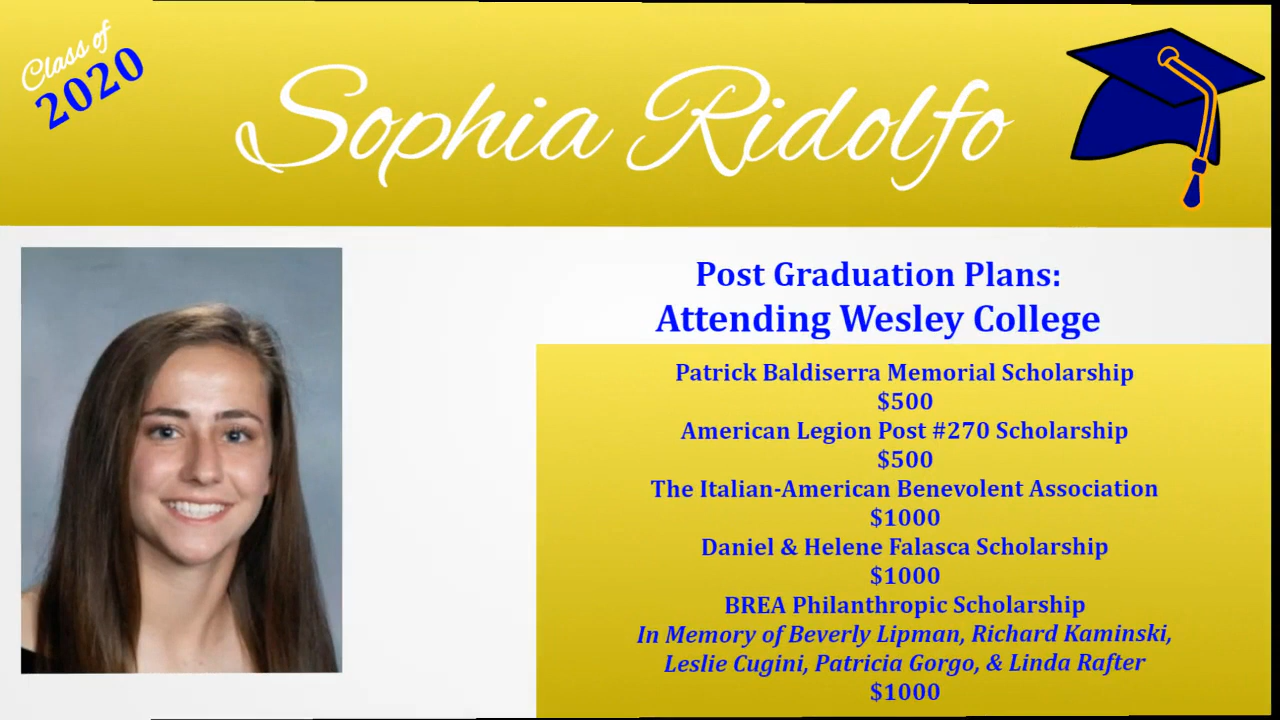 Class of
2020
Sophia Ridolfo
Post Graduation Plans:
Attending Wesley College
Patrick Baldiserra Memorial Scholarship
$500
American Legion Post #270 Scholarship
$500
The Italian-American Benevolent Association
$1000
Daniel & Helene Falasca Scholarship
$1000
BREA Philanthropic Scholarship
In Memory of Beverly Lipman, Richard Kaminski,
Leslie Cugini, Patricia Gorgo, & Linda Rafter
$1000